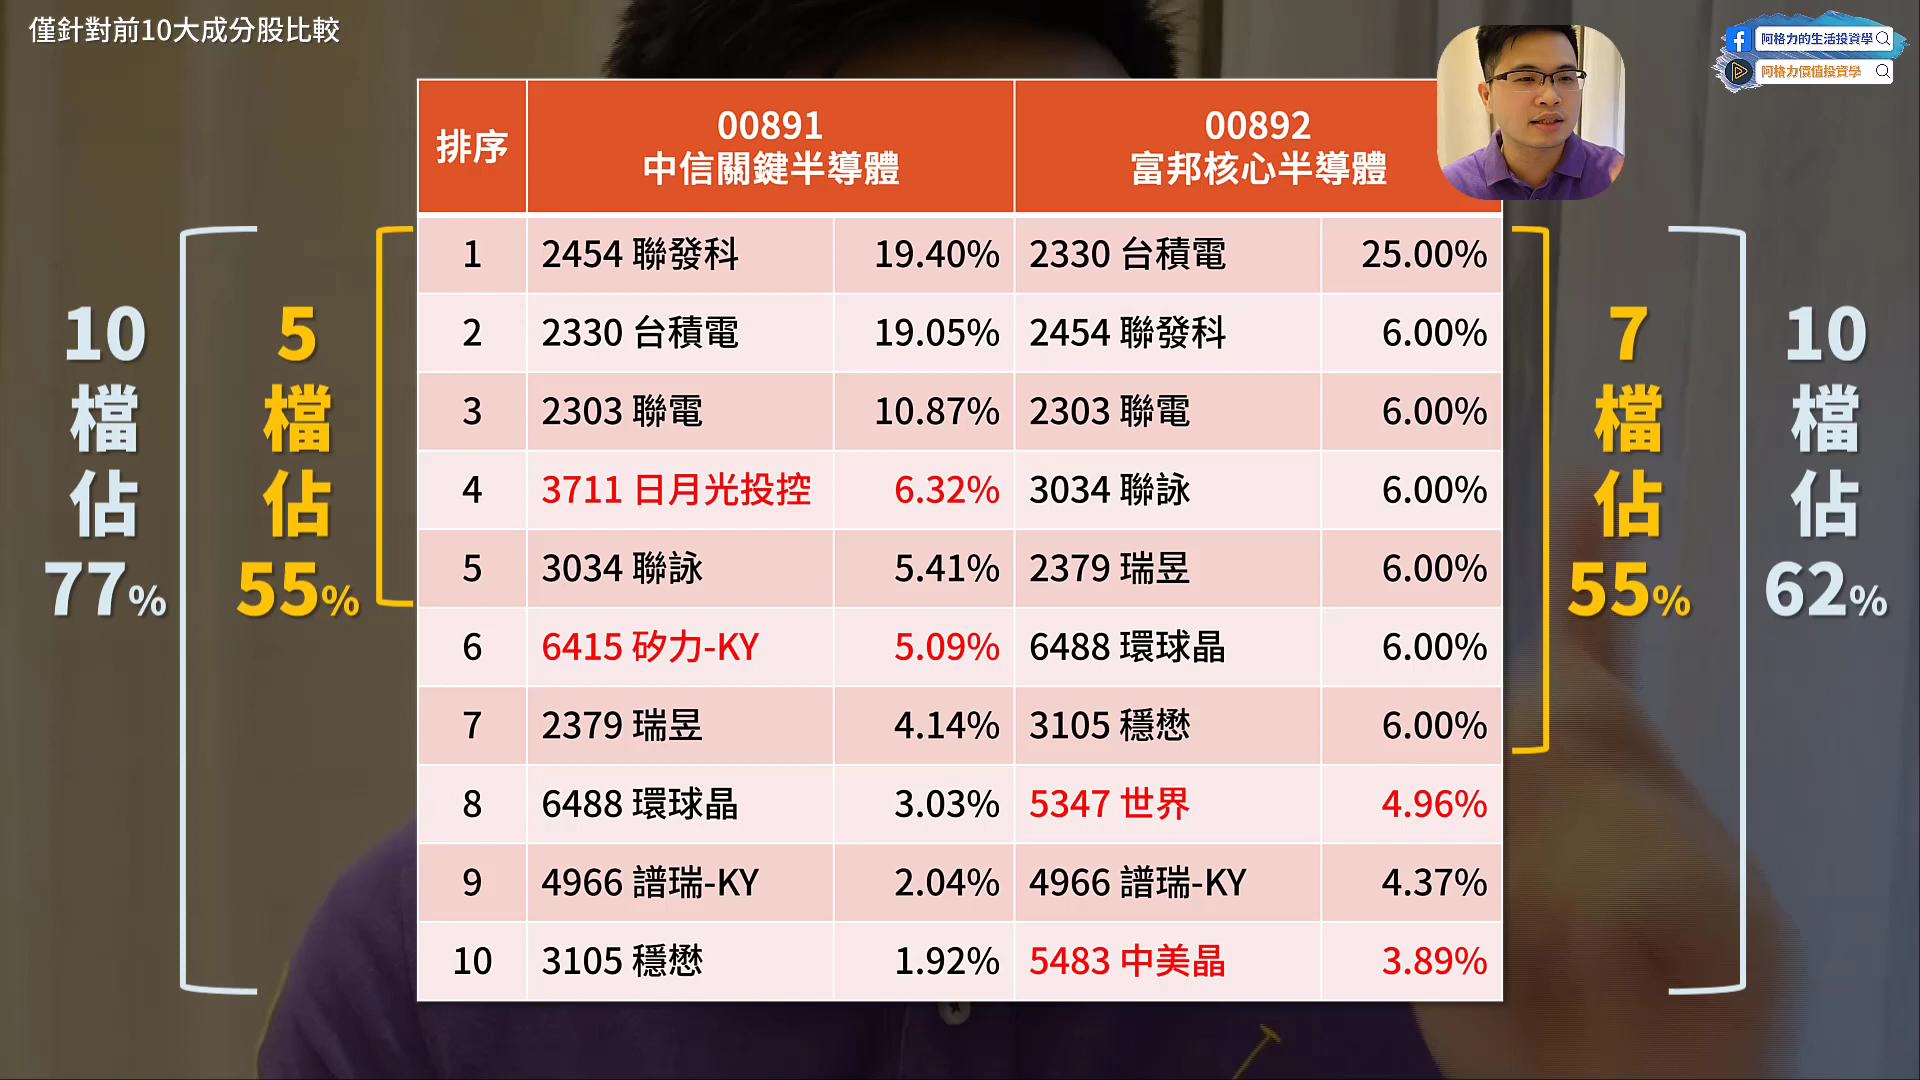 僅針對前10大成分股比較
阿格力的生活投資學
阿格力價值投資學
排序
00891
中信關鍵半導體
00892
富邦核心半導體
1 2454 聯發科 19.40% 2330 台積電 25.00%
2 2330 台積電 19.05% 2454 聯發科 6.00%
3 2303 聯電 10.87% 2303 聯電 6.00%
4 3711 日月光投控 6.32% 3034 聯詠 6.00%
5 3034 聯詠 5.41% 2379 瑞昱 6.00%
6 6415 矽力-KY 5.09% 6488 環球晶 6.00%
7 2379 瑞昱 4.14% 3105 穩懋 6.00%
8 6488 環球晶 3.03% 5347 世界 4.96%
9 4966 譜瑞-KY 2.04% 4966 譜瑞-KY 4.37%
10 3105 穩懋 1.92% 5483 中美晶 3.89%
10
檔
佔
77%
5
檔
佔
55%
7
檔
佔
55%
10
檔
佔
62%